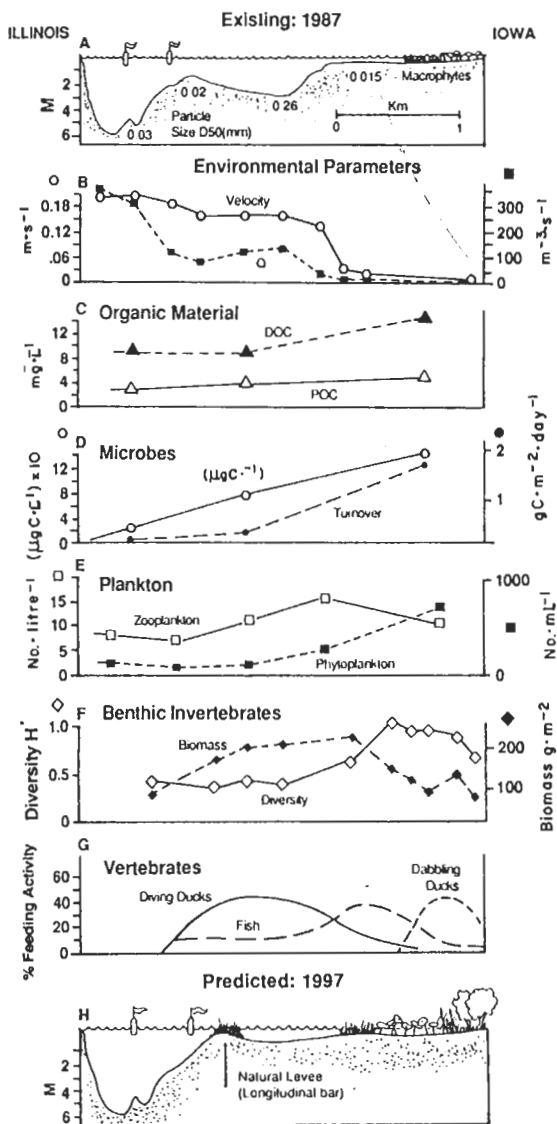 Existing: 1987
ILLINOIS
IOWA
A
0.02
0.03
Particle
Size D50(mm)
0.26
0.015
Macrophytes
Km
0 1
M
2
4
6
Environmental Parameters
B
Velocity
m·s−1
0.18
0.12
.06
0
300
200
100
0
m−3·s−1
C
Organic Material
DOC
POC
mg·L−1
12
8
4
0
D
Microbes
(µgC·−1)
Turnover
(µgC·L−1) x10
12
8
4
2
0
2
1
gC·m−2·day−1
E
Plankton
Zooplankton
Phytoplankton
No.·litre−1
20
15
10
5
0
1000
0
No.·mL−1
F
Benthic Invertebrates
Biomass
Diversity
Diversity H'
1.0
0.5
0
200
100
Biomass g·m−2
G
Vertebrates
Diving Ducks
Fish
Dabbling
Ducks
% Feeding Activity
60
40
20
0
Predicted: 1997
H
Natural Levee
(Longitudinal bar)
M
2
4
6